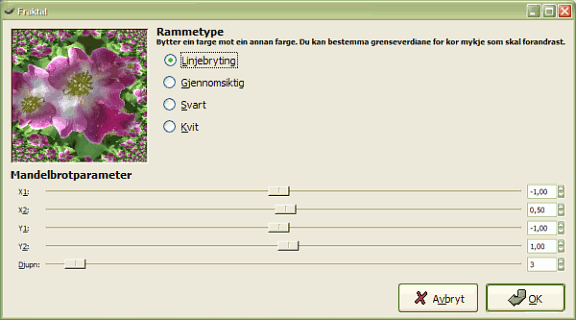 Fraktal
Rammetype
Bytter ein farge mot ein annan farge. Du kan bestemma grenseverdiane for kor mykje som skal forandrast.
Linjebryting
Gjennomsiktig
Svart
Kvit
Mandelbrotparameter
X1: -1,00
X2: 0,50
Y1: -1,00
Y2: 1,00
Djupn: 3
Avbryt OK